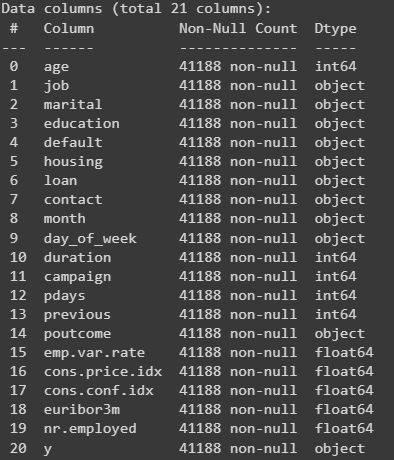 Data columns (total 21 columns):
 #   Column          Non-Null Count  Dtype
---  ------          --------------  -----
 0   age             41188 non-null  int64
 1   job             41188 non-null  object
 2   marital         41188 non-null  object
 3   education       41188 non-null  object
 4   default         41188 non-null  object
 5   housing         41188 non-null  object
 6   loan            41188 non-null  object
 7   contact         41188 non-null  object
 8   month           41188 non-null  object
 9   day_of_week     41188 non-null  object
 10  duration        41188 non-null  int64
 11  campaign        41188 non-null  int64
 12  pdays           41188 non-null  int64
 13  previous        41188 non-null  int64
 14  poutcome        41188 non-null  object
 15  emp.var.rate    41188 non-null  float64
 16  cons.price.idx  41188 non-null  float64
 17  cons.conf.idx   41188 non-null  float64
 18  euribor3m       41188 non-null  float64
 19  nr.employed     41188 non-null  float64
 20  y               41188 non-null  object